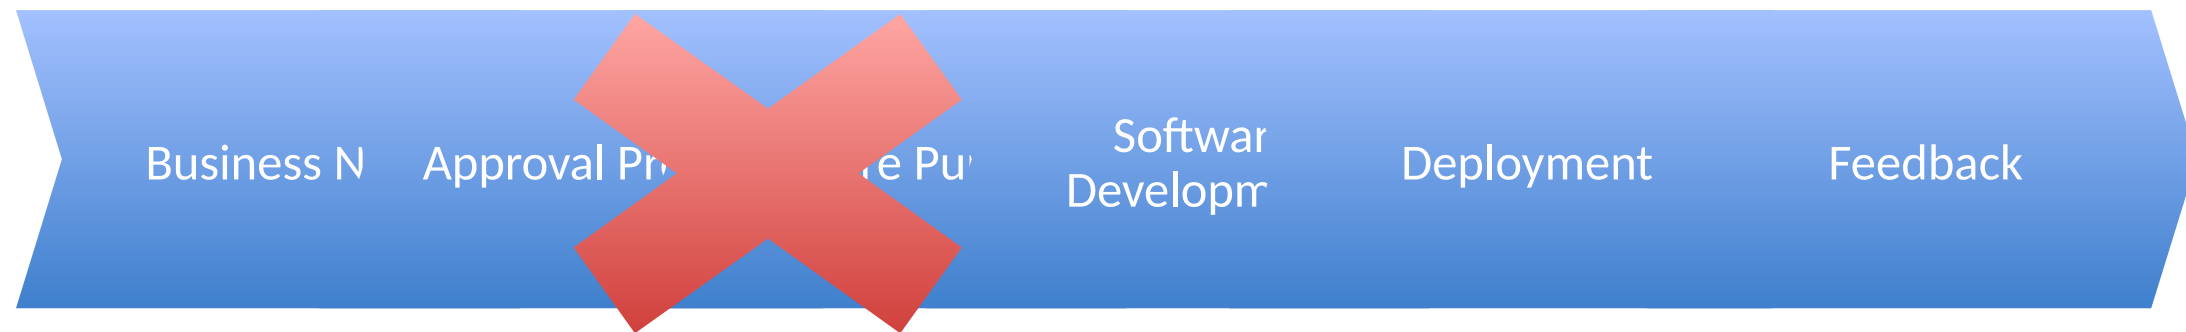 Business N
Approval Pr
e Pu
Softwar
Developm
Deployment
Feedback